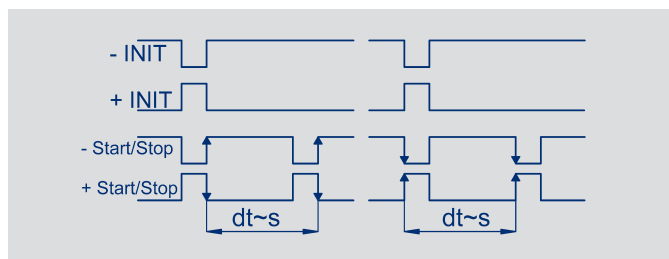 - INIT
+ INIT
- Start/Stop
+ Start/Stop
dt~s dt~s